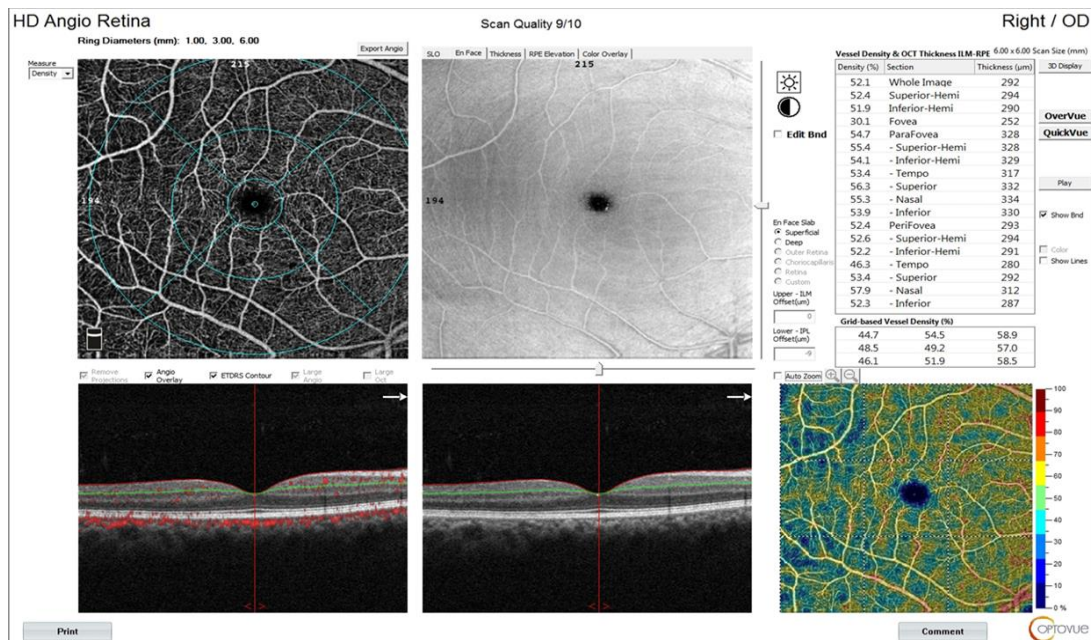 HD Angio Retina
Scan Quality 9/10
Right / OD
Ring Diameters (mm): 1.00, 3.00, 6.00
Export Angio
Measure
Density
215
194
SLO En Face Thickness RPE Elevation Color Overlay
215
Edit Bnd
En Face Slab
Superficial
Deep
Outer Retina
Choriocapillaris
Retina
Custom
Upper - ILM
Offset(um)
0
Lower - IPL
Offset(um)
-9
Vessel Density & OCT Thickness ILM-RPE 6.00 x 6.00 Scan Size (mm)
Density (%) Section Thickness (µm)
52.1 Whole Image 292
52.4 Superior-Hemi 294
51.9 Inferior-Hemi 290
30.1 Fovea 252
54.7 ParaFovea 328
55.4 - Superior-Hemi 328
54.1 - Inferior-Hemi 329
53.4 - Tempo 317
56.3 - Superior 332
55.3 - Nasal 334
53.9 - Inferior 330
52.4 PeriFovea 293
52.6 - Superior-Hemi 294
52.2 - Inferior-Hemi 291
46.3 - Tempo 280
53.4 - Superior 292
57.9 - Nasal 312
52.3 - Inferior 287
Grid-based Vessel Density (%)
44.7 54.5 58.9
48.5 49.2 57.0
46.1 51.9 58.5
3D Display
OverVue
QuickVue
Play
Show Bnd
Color
Show Lines
Remove Projections
Angio Overlay
ETDRS Contour
Large Angio
Large Oct
Auto Zoom
100
90
80
70
60
50
40
30
20
10
0 %
Print
Comment
OPTOVUE